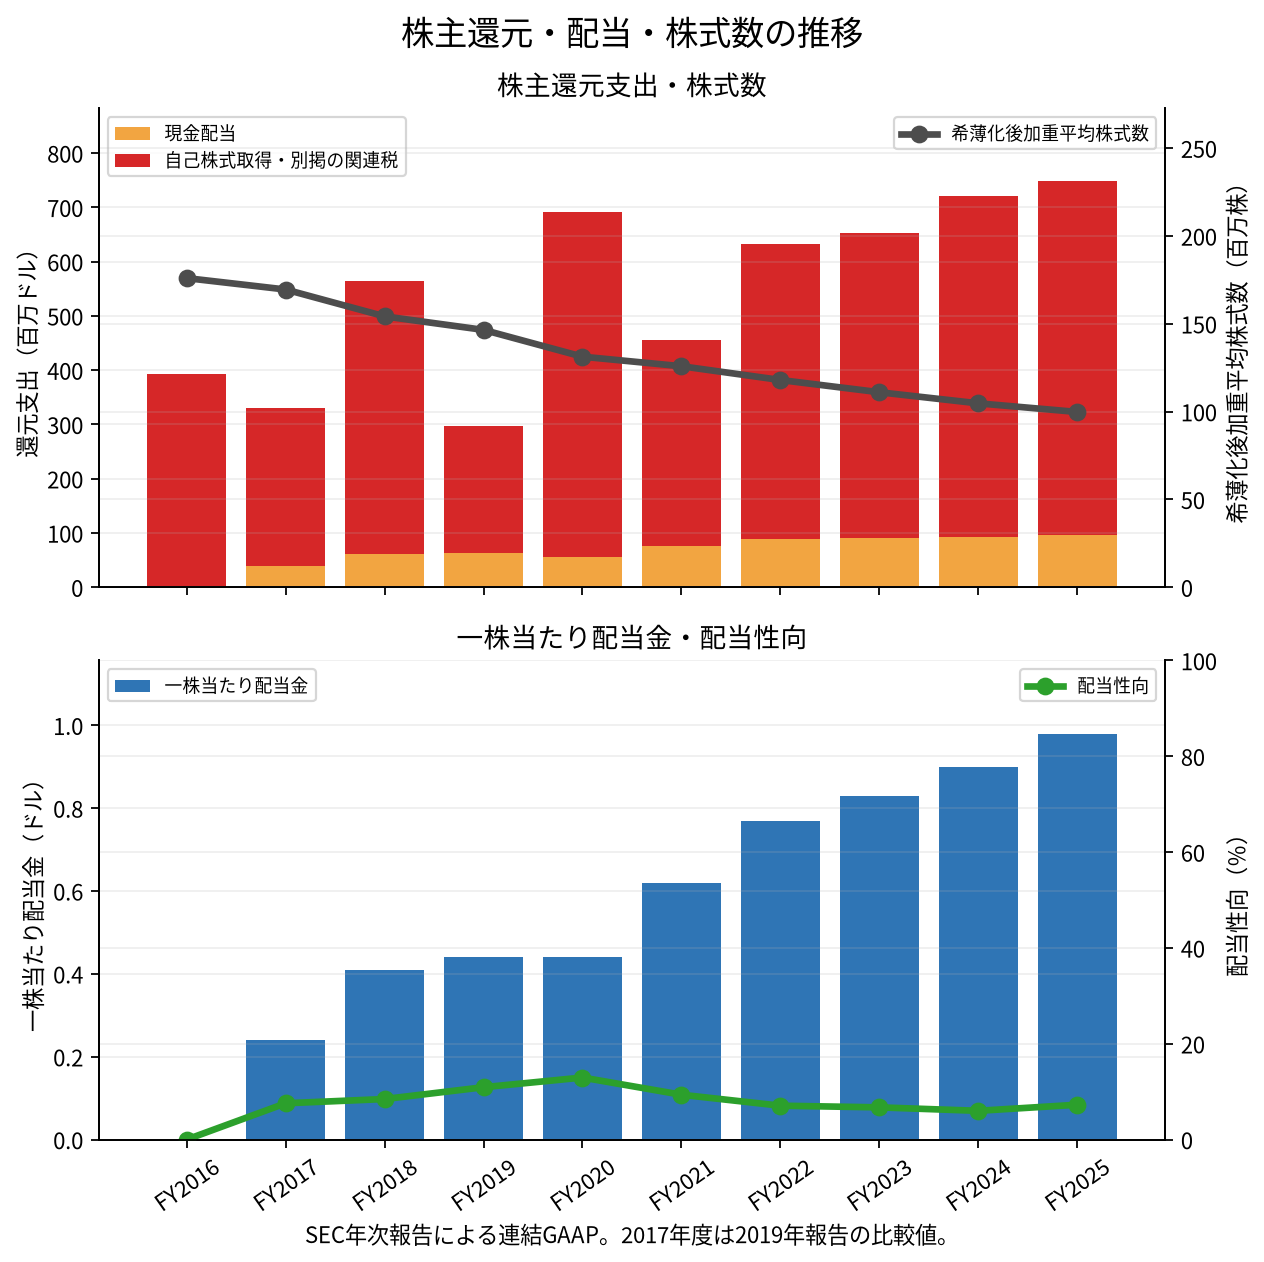 株主還元・配当・株式数の推移
株主還元支出・株式数
現金配当
自己株式取得・別掲の関連税
希薄化後加重平均株式数
800
700
600
500
400
300
200
100
0
還元支出（百万ドル）
250
200
150
100
50
0
希薄化後加重平均株式数（百万株）
一株当たり配当金・配当性向
一株当たり配当金
配当性向
1.0
0.8
0.6
0.4
0.2
0.0
一株当たり配当金（ドル）
100
80
60
40
20
0
配当性向（%）
FY2016
FY2017
FY2018
FY2019
FY2020
FY2021
FY2022
FY2023
FY2024
FY2025
SEC年次報告による連結GAAP。2017年度は2019年報告の比較値。